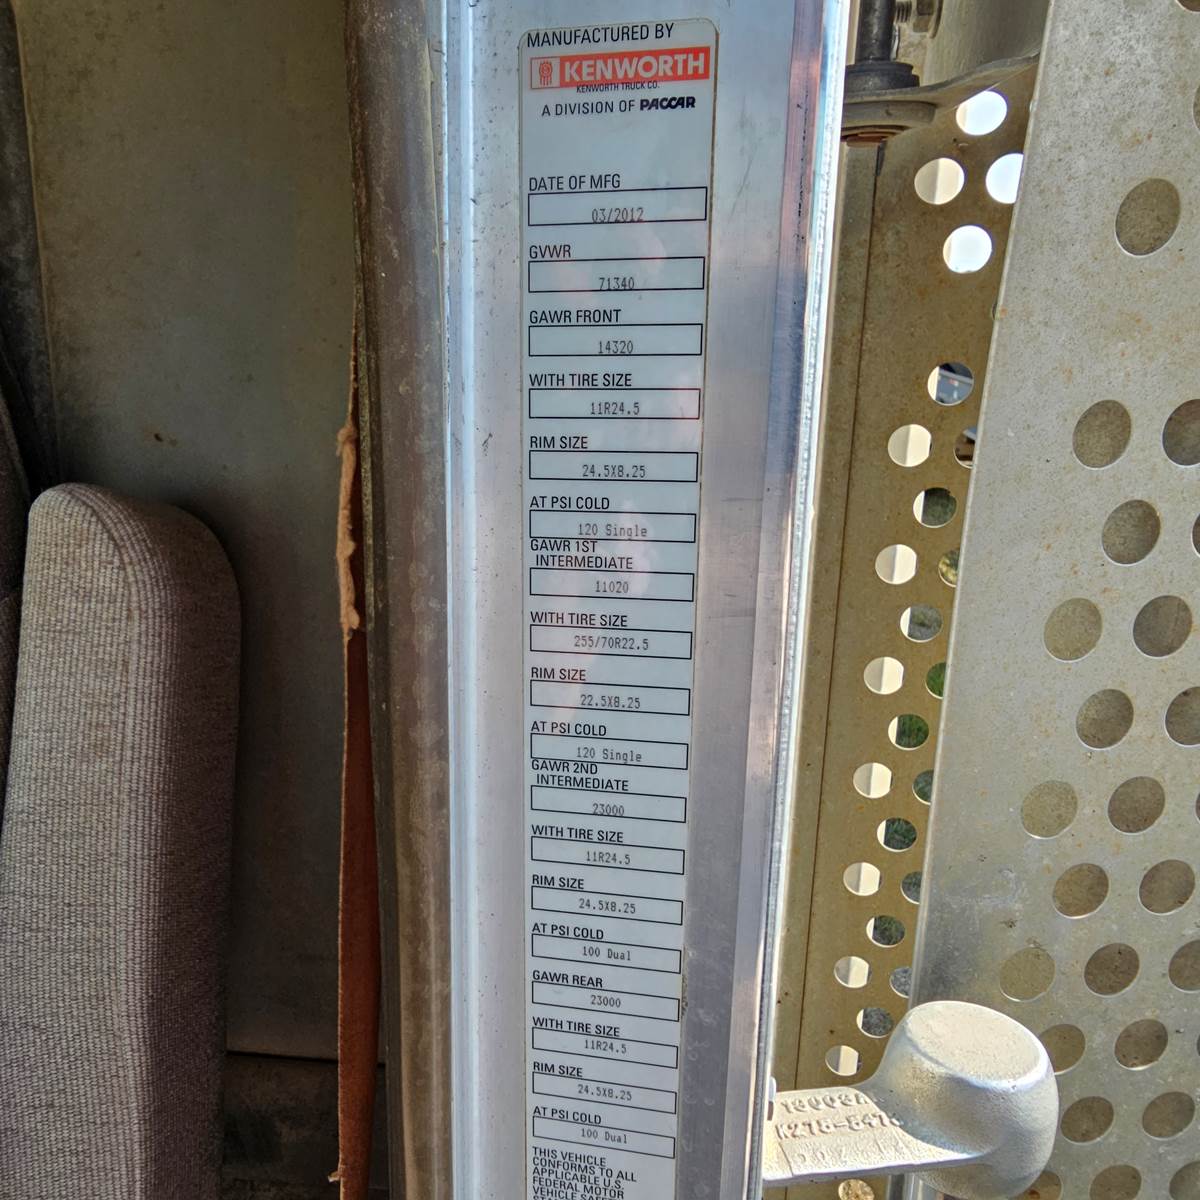 MANUFACTURED BY
KENWORTH
KENWORTH TRUCK CO.
A DIVISION OF PACCAR
DATE OF MFG
03/2012
GVWR
71340
GAWR FRONT
14320
WITH TIRE SIZE
11R24.5
RIM SIZE
24.5X8.25
AT PSI COLD
120 Single
GAWR 1ST
INTERMEDIATE
11020
WITH TIRE SIZE
255/70R22.5
RIM SIZE
22.5X8.25
AT PSI COLD
120 Single
GAWR 2ND
INTERMEDIATE
23000
WITH TIRE SIZE
11R24.5
RIM SIZE
24.5X8.25
AT PSI COLD
100 Dual
GAWR REAR
23000
WITH TIRE SIZE
11R24.5
RIM SIZE
24.5X8.25
AT PSI COLD
100 Dual
THIS VEHICLE
CONFORMS TO ALL
APPLICABLE U.S.
FEDERAL MOTOR